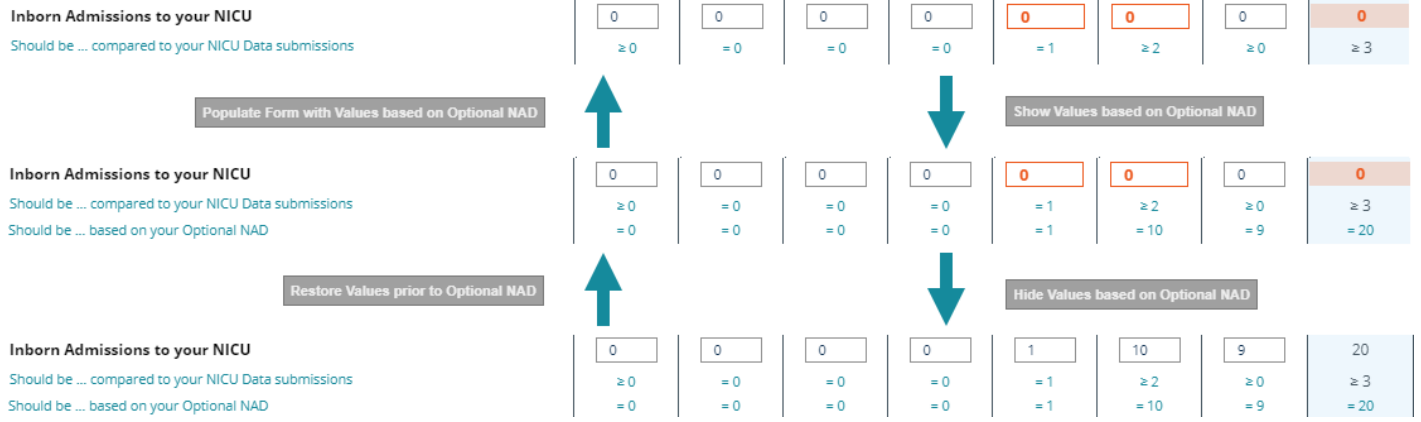 Inborn Admissions to your NICU 0 0 0 0 0 0 0 0
Should be ... compared to your NICU Data submissions ≥ 0 = 0 = 0 = 0 = 1 ≥ 2 ≥ 0 ≥ 3
Populate Form with Values based on Optional NAD Show Values based on Optional NAD
Inborn Admissions to your NICU 0 0 0 0 0 0 0 0
Should be ... compared to your NICU Data submissions ≥ 0 = 0 = 0 = 0 = 1 ≥ 2 ≥ 0 ≥ 3
Should be ... based on your Optional NAD = 0 = 0 = 0 = 0 = 1 = 10 = 9 = 20
Restore Values prior to Optional NAD Hide Values based on Optional NAD
Inborn Admissions to your NICU 0 0 0 0 1 10 9 20
Should be ... compared to your NICU Data submissions ≥ 0 = 0 = 0 = 0 = 1 ≥ 2 ≥ 0 ≥ 3
Should be ... based on your Optional NAD = 0 = 0 = 0 = 0 = 1 = 10 = 9 = 20